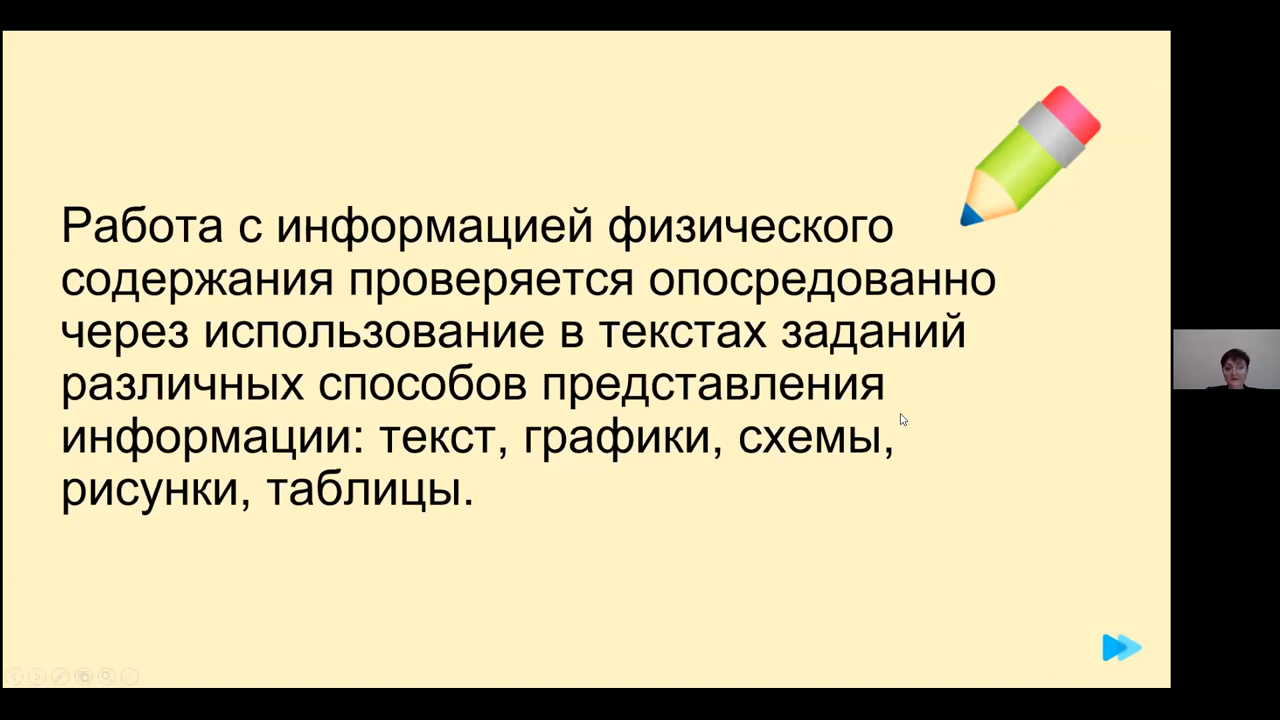 Работа с информацией физического
содержания проверяется опосредованно
через использование в текстах заданий
различных способов представления
информации: текст, графики, схемы,
рисунки, таблицы.